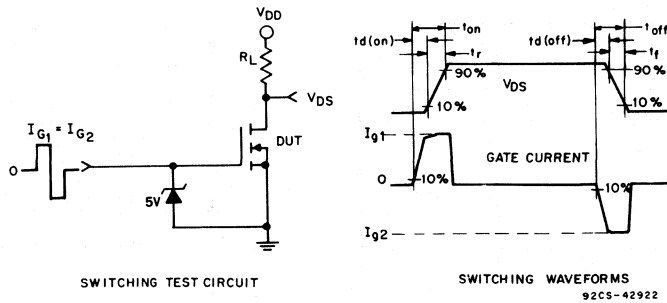 VDD
RL
VDS
IG1 = IG2
DUT
0
5V
SWITCHING TEST CIRCUIT
ton
toff
td(on)
tr
td(off)
tf
90%
90%
VDS
10%
10%
Ig1
GATE CURRENT
0
10%
10%
Ig2
SWITCHING WAVEFORMS
92CS-42922